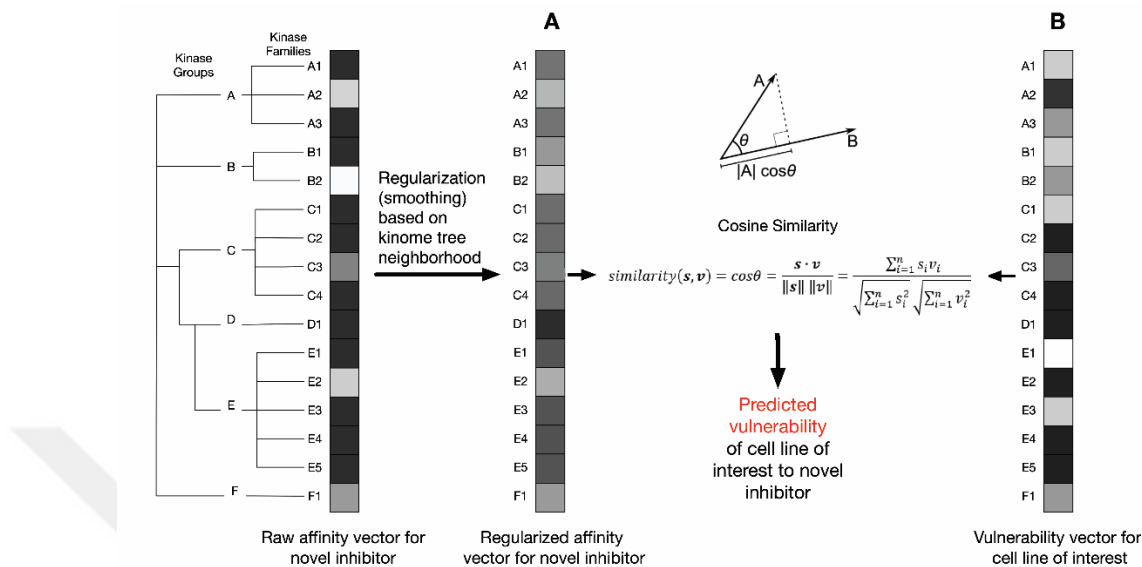 A
B
Kinase
Groups
Kinase
Families
A
B
C
D
E
F
A1
A2
A3
B1
B2
C1
C2
C3
C4
D1
E1
E2
E3
E4
E5
F1
Raw affinity vector for
novel inhibitor
Regularization
(smoothing)
based on
kinome tree
neighborhood
A1
A2
A3
B1
B2
C1
C2
C3
C4
D1
E1
E2
E3
E4
E5
F1
Regularized affinity
vector for novel inhibitor
A
θ
B
|A| cosθ
Cosine Similarity
similarity(s, v) = cosθ = s · v / ‖s‖ ‖v‖ = ∑ⁿᵢ₌₁ sᵢvᵢ / √∑ⁿᵢ₌₁ sᵢ² √∑ⁿᵢ₌₁ vᵢ²
Predicted
vulnerability
of cell line of
interest to novel
inhibitor
A1
A2
A3
B1
B2
C1
C2
C3
C4
D1
E1
E2
E3
E4
E5
F1
Vulnerability vector for
cell line of interest